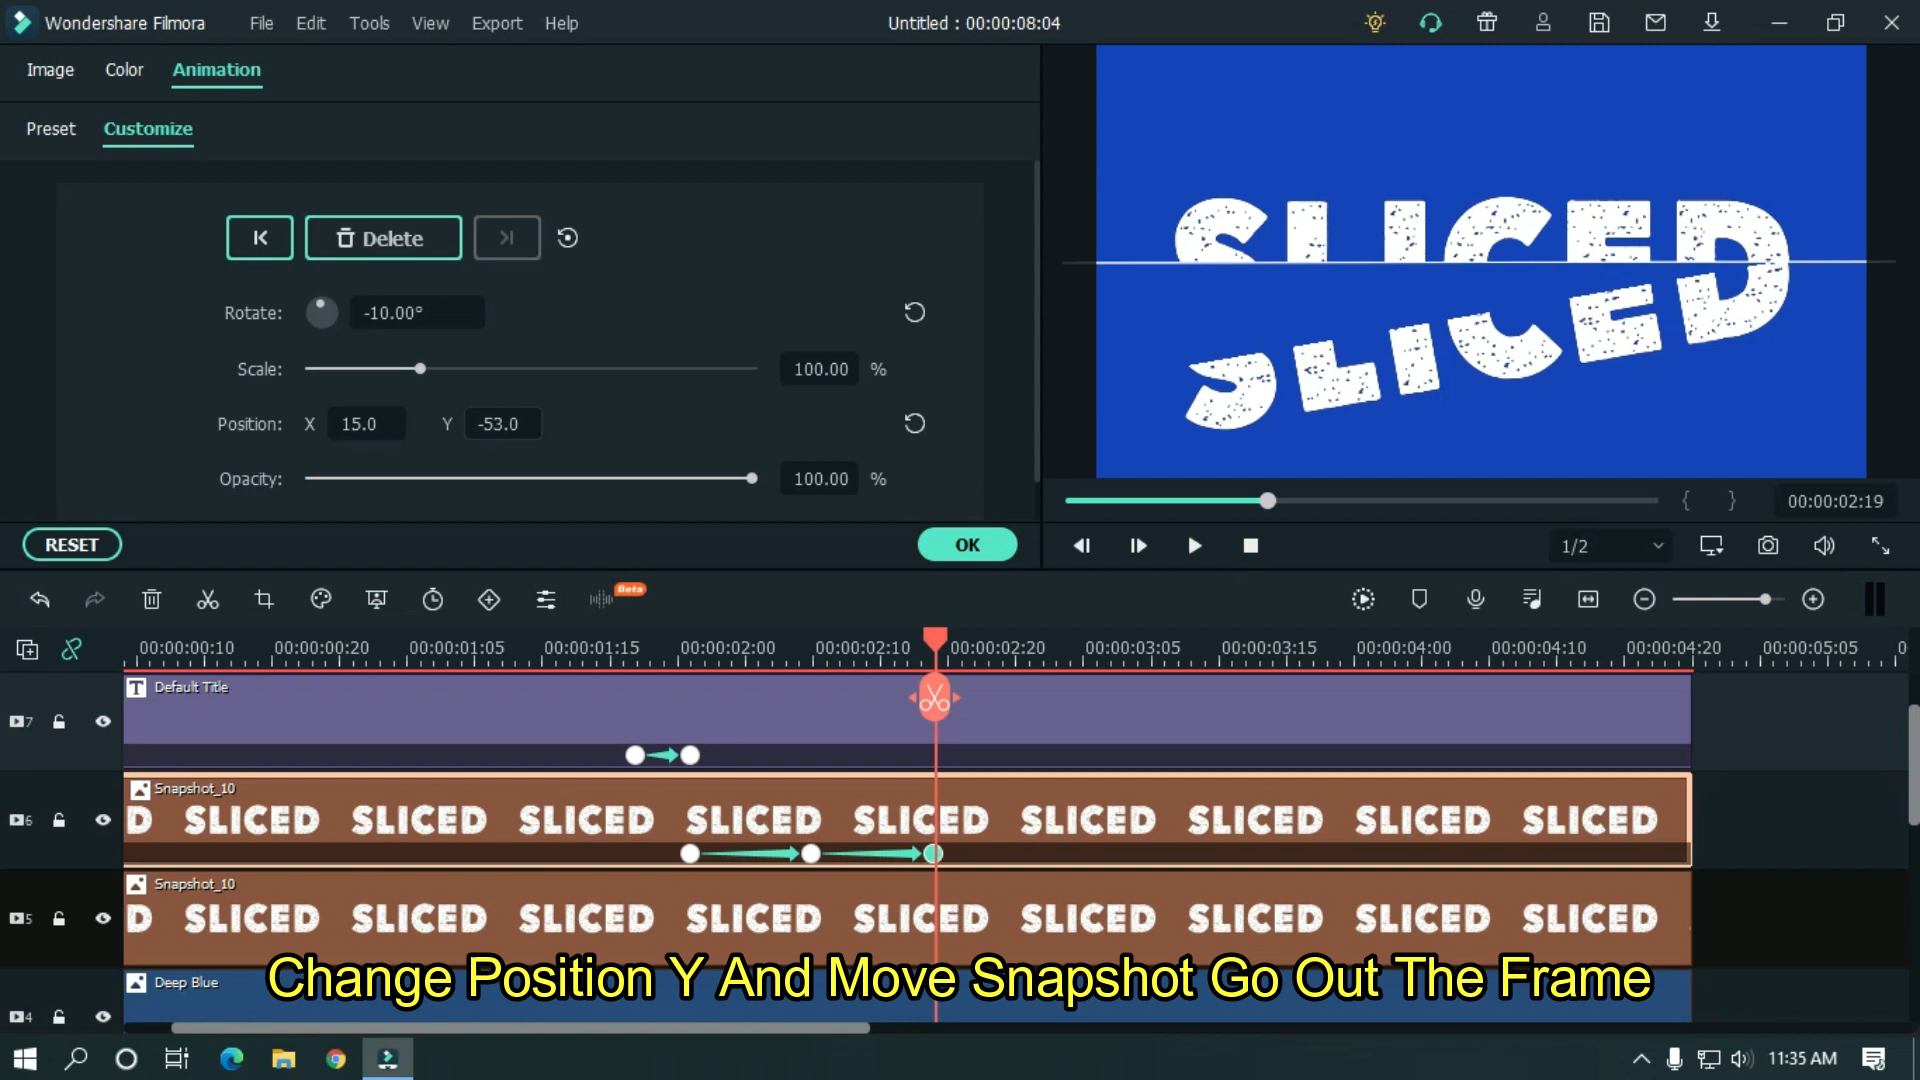 Wondershare Filmora File Edit Tools View Export Help Untitled : 00:00:08:04
Image Color Animation
Preset Customize
Delete
Rotate: -10.00°
Scale: 100.00 %
Position: X 15.0 Y -53.0
Opacity: 100.00 %
RESET OK
SLICED
SLICED
{ } 00:00:02:19
1/2
Beta
00:00:00:10 00:00:00:20 00:00:01:05 00:00:01:15 00:00:02:00 00:00:02:10 00:00:02:20 00:00:03:05 00:00:03:15 00:00:04:00 00:00:04:10 00:00:04:20 00:00:05:05 0
T Default Title
7
Snapshot_10
6
D SLICED SLICED SLICED SLICED SLICED SLICED SLICED SLICED SLICED
Snapshot_10
5
D SLICED SLICED SLICED SLICED SLICED SLICED SLICED SLICED SLICED
Deep Blue
Change Position Y And Move Snapshot Go Out The Frame
4
11:35 AM